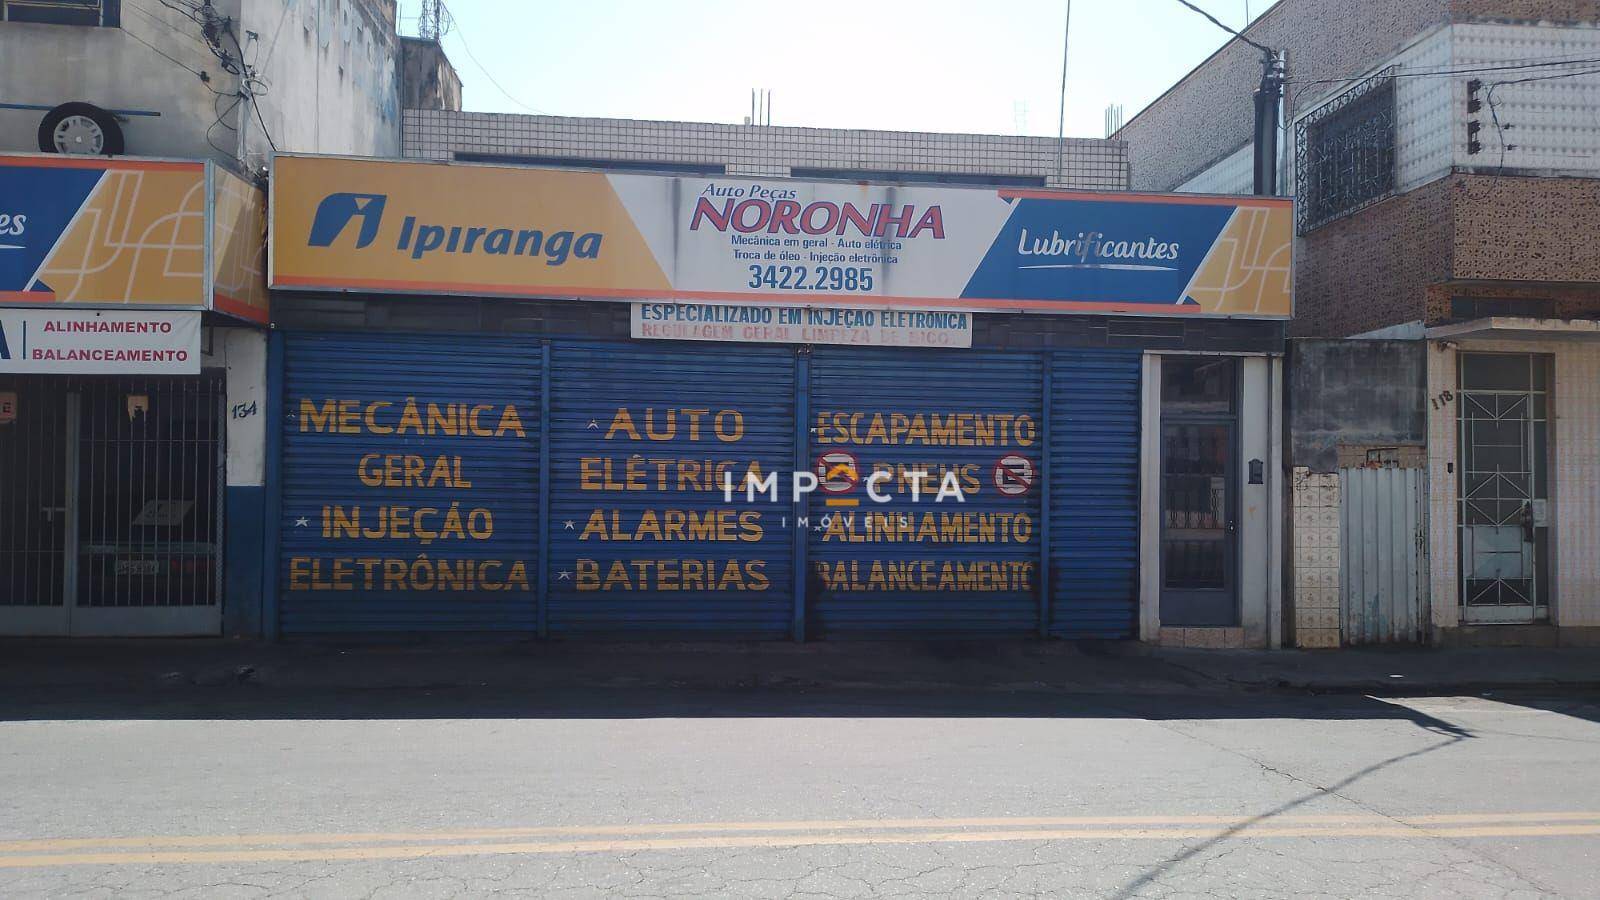 es
Ipiranga
Auto Peças
NORONHA
Mecânica em geral - Auto elétrica
Troca de óleo - Injeção eletrônica
3422.2985
Lubrificantes
ALINHAMENTO
BALANCEAMENTO
A
ESPECIALIZADO EM INJEÇÃO ELETRÔNICA
REGULAGEM GERAL LIMPEZA DE BICO.
134
MECÂNICA
GERAL
INJEÇÃO
ELETRÔNICA
AUTO
ELÉTRICA
ALARMES
BATERIAS
ESCAPAMENTO
PNEUS
ALINHAMENTO
BALANCEAMENTO
118
IMPACTA
IMÓVEIS